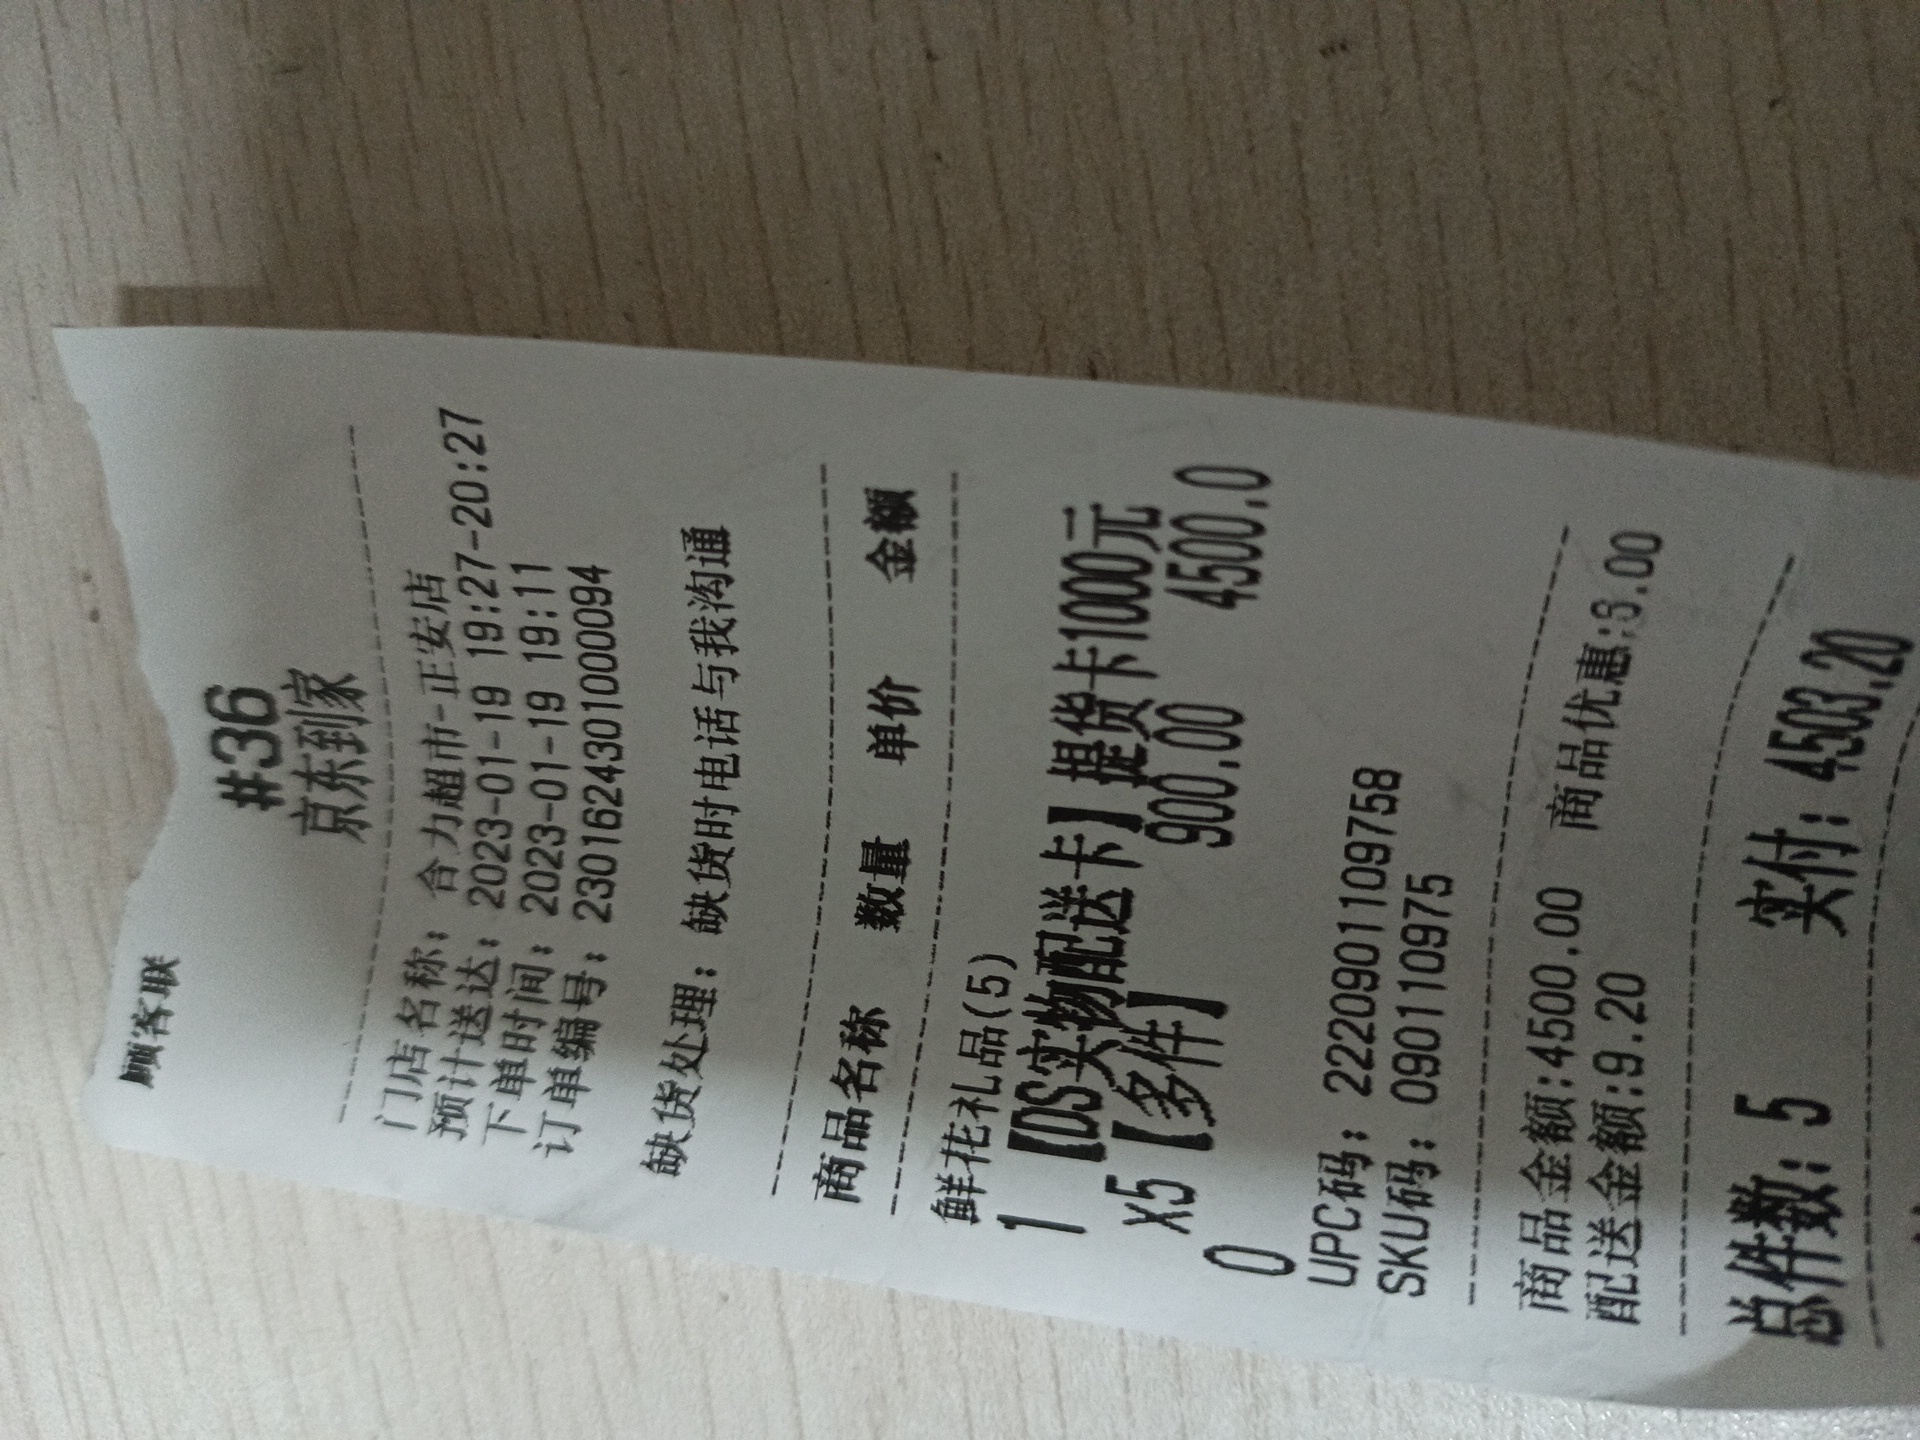 顾客联
#36
京东到家
门店名称：合力超市-正安店
预计送达：2023-01-19 19:27-20:27
下单时间：2023-01-19 19:11
订单编号：2301624301000094
缺货处理：缺货时电话与我沟通
商品名称 数量 单价 金额
鲜花礼品(5)
1【DS实物配送卡】提货卡1000元
x5【多件】 900.00 4500.0
0
UPC码：2220901109758
SKU码：090110975
商品金额:4500.00 商品优惠:6.00
配送金额:9.20
总件数：5 实付：4503.20